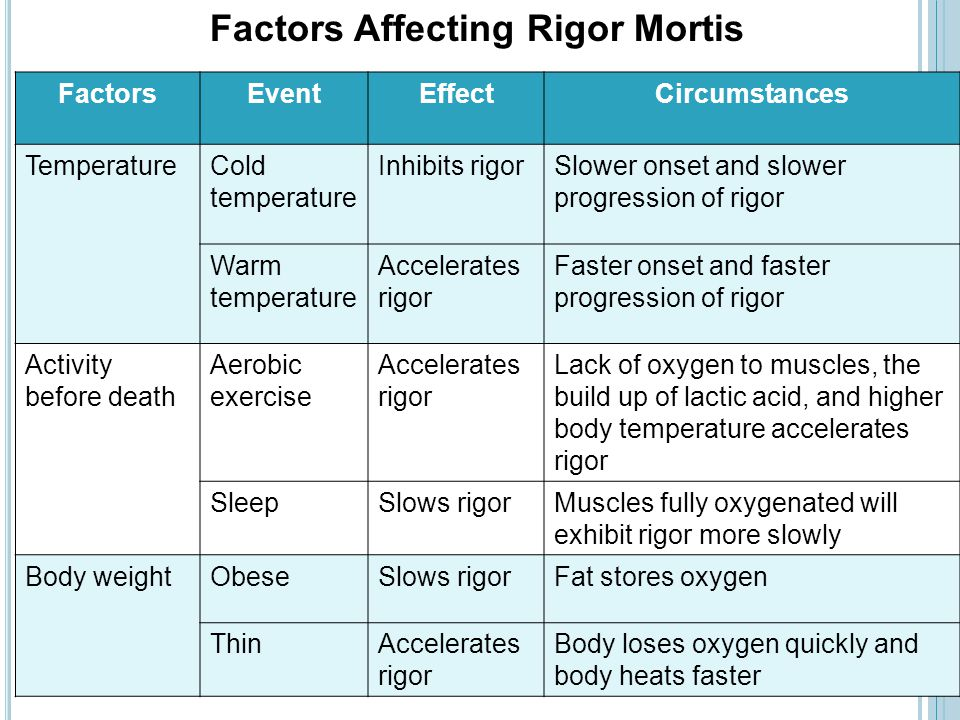 Factors Affecting Rigor Mortis
Factors Event Effect Circumstances
Temperature Cold Inhibits rigor Slower onset and slower
temperature progression of rigor
Warm Accelerates Faster onset and faster
temperature rigor progression of rigor
Activity Aerobic Accelerates Lack of oxygen to muscles, the
before death exercise rigor build up of lactic acid, and higher
body temperature accelerates
rigor
Sleep Slows rigor Muscles fully oxygenated will
exhibit rigor more slowly
Body weight Obese Slows rigor Fat stores oxygen
Thin Accelerates Body loses oxygen quickly and
rigor body heats faster